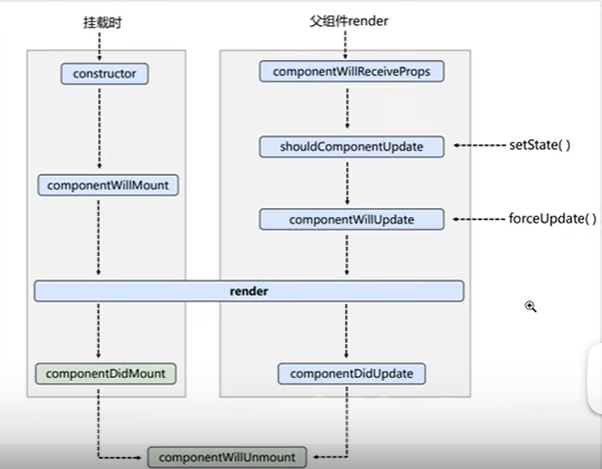 挂载时
父组件render
constructor
componentWillReceiveProps
shouldComponentUpdate
setState( )
componentWillMount
componentWillUpdate
forceUpdate( )
render
componentDidMount
componentDidUpdate
componentWillUnmount